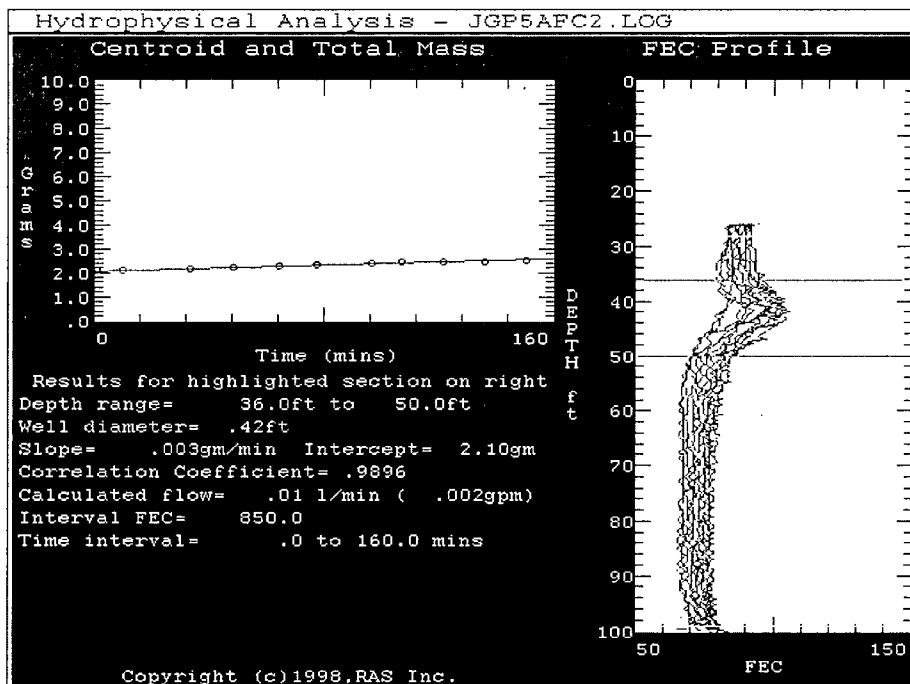 Hydrophysical Analysis - JGP5AFC2.LOG
Centroid and Total Mass
10.0
9.0
8.0
7.0
6.0
5.0
4.0
3.0
2.0
1.0
.0
Grams
0 160
Time (mins)
Results for highlighted section on right
Depth range= 36.0ft to 50.0ft
Well diameter= .42ft
Slope= .003gm/min Intercept= 2.10gm
Correlation Coefficient= .9896
Calculated flow= .01 l/min ( .002gpm)
Interval FEC= 850.0
Time interval= .0 to 160.0 mins
Copyright (c)1998,RAS Inc.
FEC Profile
0
10
20
30
40
50
60
70
80
90
100
DEPTH ft
50 150
FEC